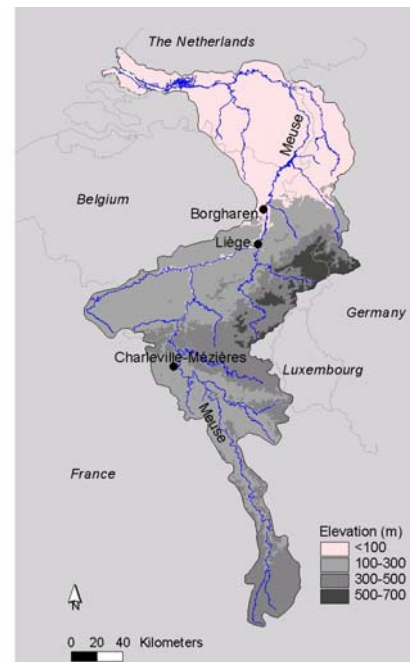 The Netherlands
Meuse
Belgium
Borgharen
Liège
Germany
Charleville-Mézières
Luxembourg
Meuse
France
Elevation (m)
<100
100-300
300-500
500-700
N
0 20 40 Kilometers